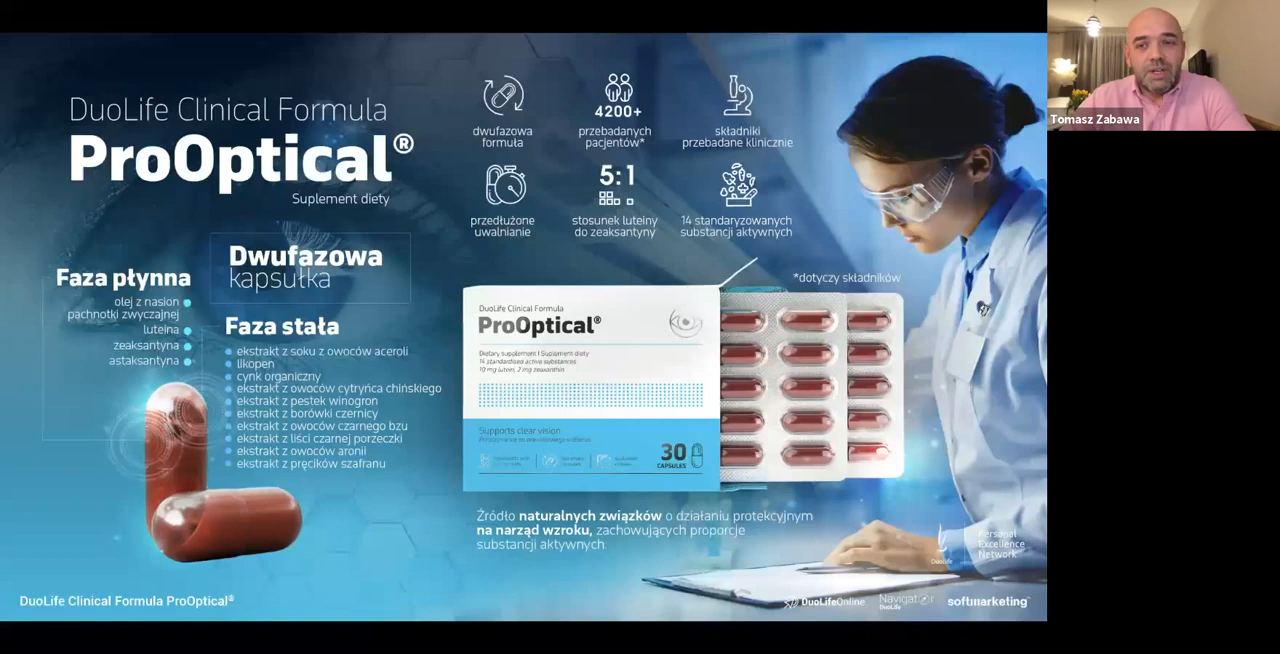 DuoLife Clinical Formula
ProOptical®
Suplement diety
Dwufazowa
kapsułka
Faza płynna
olej z nasion
pachnotki zwyczajnej
luteina
zeaksantyna
astaksantyna
Faza stała
ekstrakt z soku z owoców aceroli
likopen
cynk organiczny
ekstrakt z owoców cytryńca chińskiego
ekstrakt z pestek winogron
ekstrakt z borówki czernicy
ekstrakt z owoców czarnego bzu
ekstrakt z liści czarnej porzeczki
ekstrakt z owoców aronii
ekstrakt z pręcików szafranu
dwufazowa
formuła
4200+
przebadanych
pacjentów*
składniki
przebadane klinicznie
przedłużone
uwalnianie
5:1
stosunek luteiny
do zeaksantyny
14 standaryzowanych
substancji aktywnych
*dotyczy składników
DuoLife Clinical Formula
ProOptical®
Dietary supplement | Suplement diety
14 standardised active substances
10 mg lutein, 2 mg zeaxanthin
Supports clear vision
30
CAPSULES
Źródło naturalnych związków o działaniu protekcyjnym
na narząd wzroku, zachowujących proporcje
substancji aktywnych.
DuoLife
Personal
Excellence
Network
DuoLife Clinical Formula ProOptical®
DuoLifeOnline
Navigator
DuoLife
softmarketing™
Tomasz Zabawa